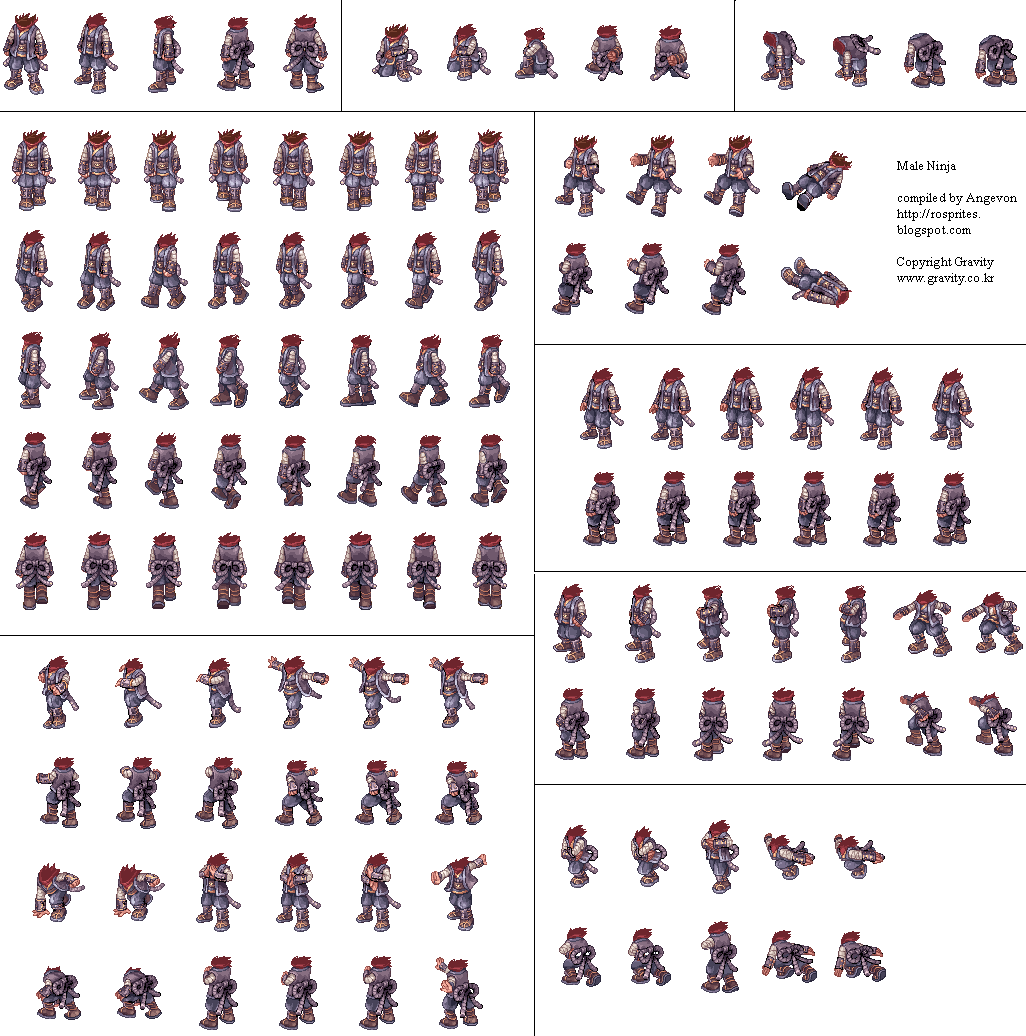 Male Ninja
compiled by Angevon
http://rosprites.
blogspot.com
Copyright Gravity
www.gravity.co.kr